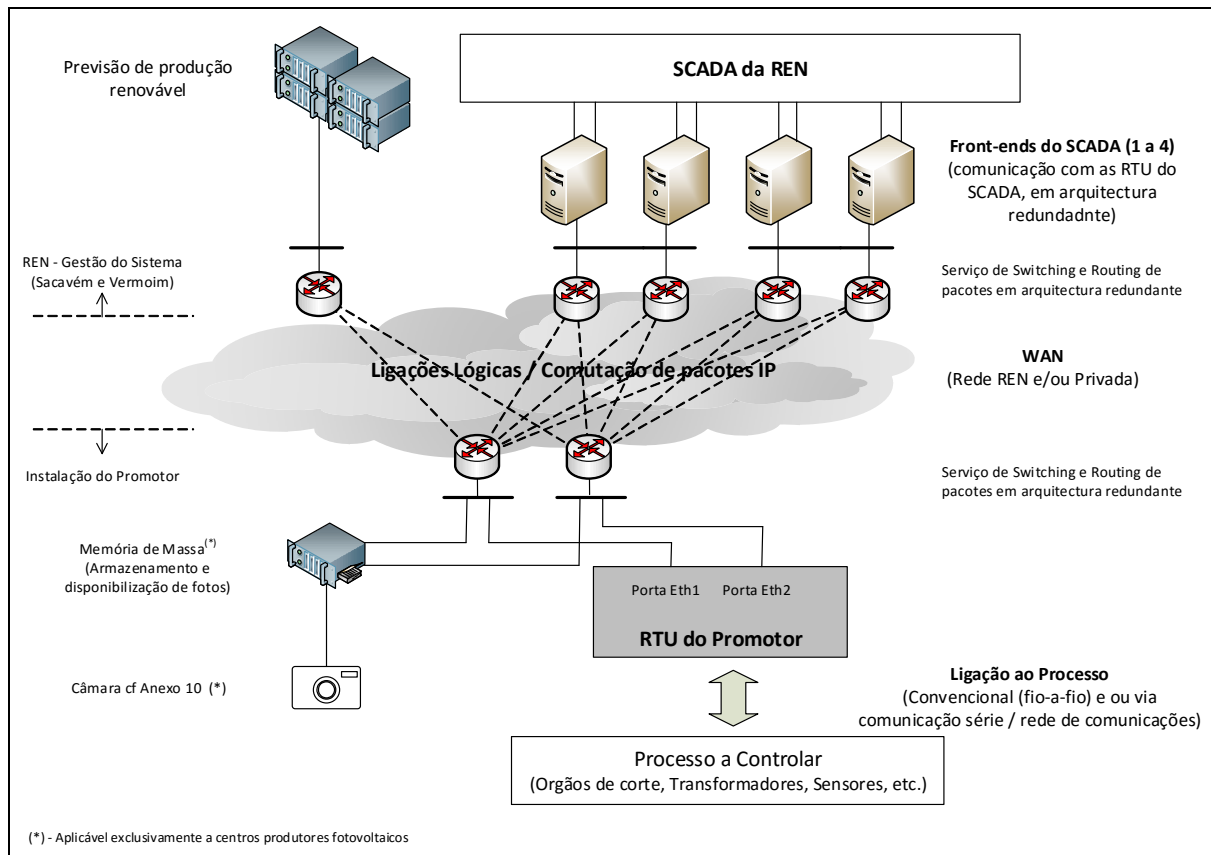 Previsão de produção
renovável
SCADA da REN
Front-ends do SCADA (1 a 4)
(comunicação com as RTU do
SCADA, em arquitectura
redundadnte)
REN - Gestão do Sistema
(Sacavém e Vermoim)
Serviço de Switching e Routing de
pacotes em arquitectura redundante
Ligações Lógicas / Comutação de pacotes IP
WAN
(Rede REN e/ou Privada)
Instalação do Promotor
Serviço de Switching e Routing de
pacotes em arquitectura redundante
Memória de Massa(*)
(Armazenamento e
disponibilização de fotos)
Porta Eth1 Porta Eth2
RTU do Promotor
Câmara cf Anexo 10 (*)
Ligação ao Processo
(Convencional (fio-a-fio) e ou via
comunicação série / rede de comunicações)
Processo a Controlar
(Orgãos de corte, Transformadores, Sensores, etc.)
(*) - Aplicável exclusivamente a centros produtores fotovoltaicos